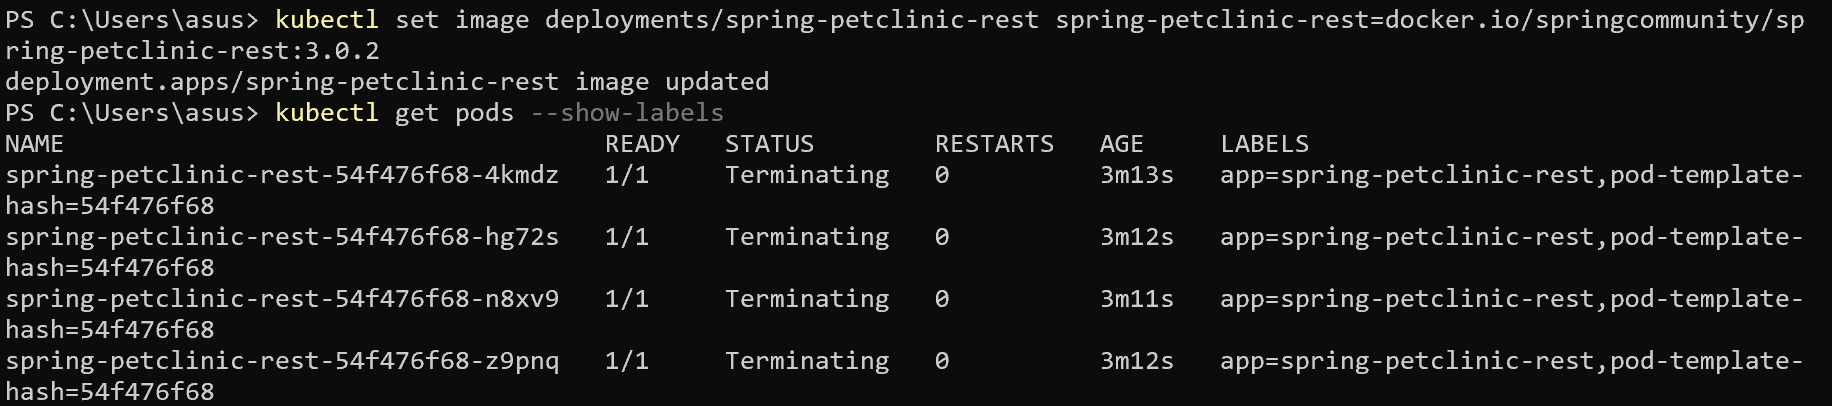 PS C:\Users\asus> kubectl set image deployments/spring-petclinic-rest spring-petclinic-rest=docker.io/springcommunity/sp
ring-petclinic-rest:3.0.2
deployment.apps/spring-petclinic-rest image updated
PS C:\Users\asus> kubectl get pods --show-labels
NAME READY STATUS RESTARTS AGE LABELS
spring-petclinic-rest-54f476f68-4kmdz 1/1 Terminating 0 3m13s app=spring-petclinic-rest,pod-template-
hash=54f476f68
spring-petclinic-rest-54f476f68-hg72s 1/1 Terminating 0 3m12s app=spring-petclinic-rest,pod-template-
hash=54f476f68
spring-petclinic-rest-54f476f68-n8xv9 1/1 Terminating 0 3m11s app=spring-petclinic-rest,pod-template-
hash=54f476f68
spring-petclinic-rest-54f476f68-z9pnq 1/1 Terminating 0 3m12s app=spring-petclinic-rest,pod-template-
hash=54f476f68